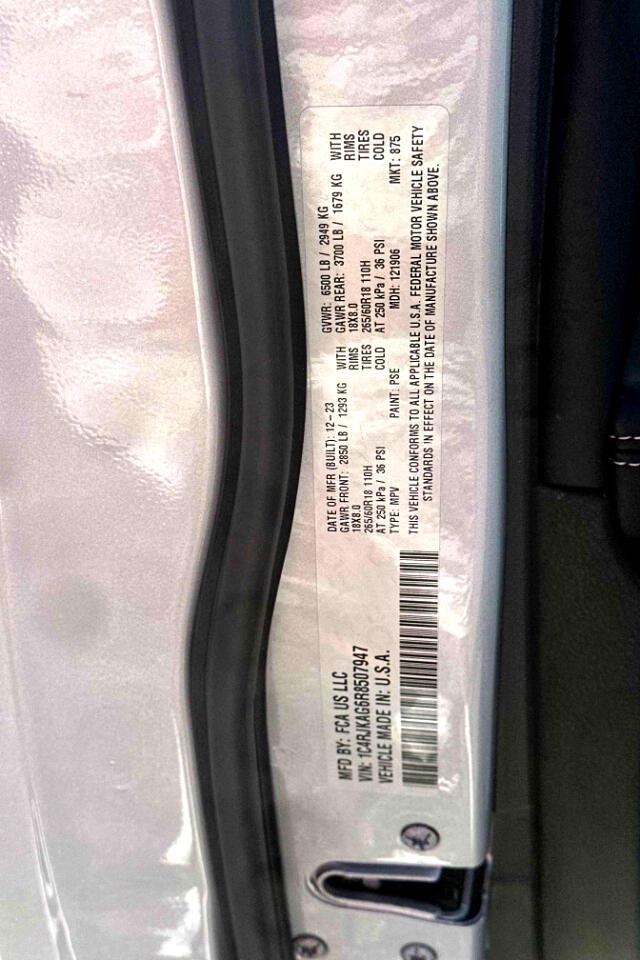 MFD BY: FCA US LLC
VIN: 1C4RJKAG6R8507947
VEHICLE MADE IN: U.S.A.
DATE OF MFR (BUILT): 12-23 GVWR: 6500 LB / 2949 KG
GAWR FRONT: 2850 LB / 1293 KG WITH GAWR REAR: 3700 LB / 1679 KG WITH
18X8.0 RIMS 18X8.0 RIMS
265/60R18 110H TIRES 265/60R18 110H TIRES
AT 250 kPa / 36 PSI COLD AT 250 kPa / 36 PSI COLD
TYPE: MPV PAINT: PSE MDH: 121906 MKT: 875
THIS VEHICLE CONFORMS TO ALL APPLICABLE U.S.A. FEDERAL MOTOR VEHICLE SAFETY
STANDARDS IN EFFECT ON THE DATE OF MANUFACTURE SHOWN ABOVE.